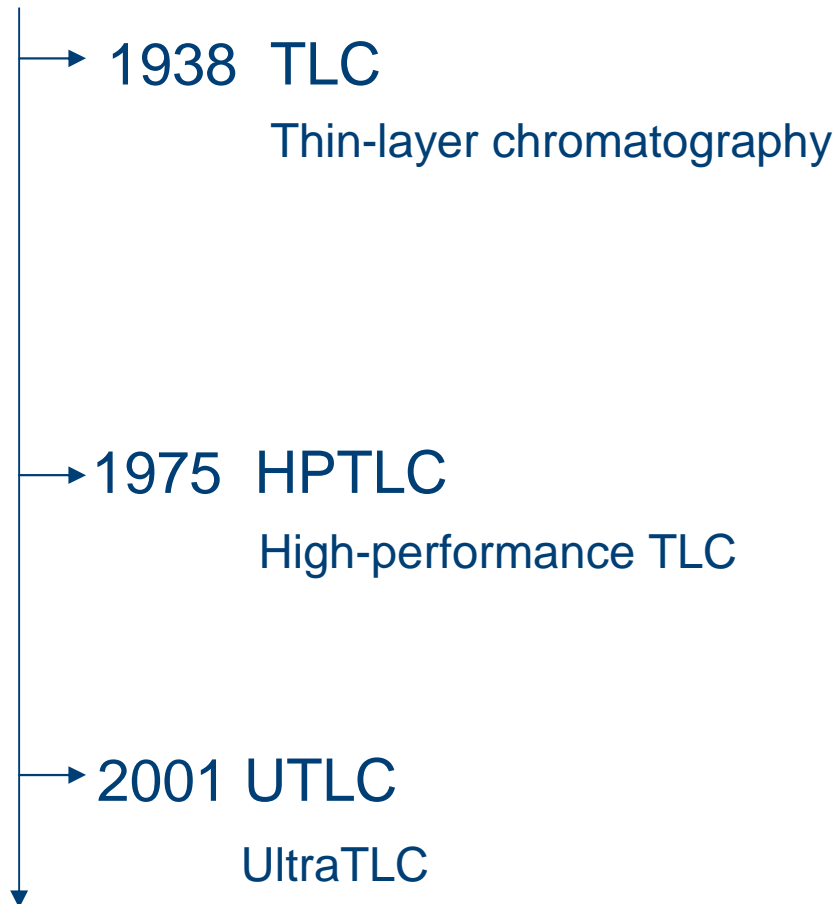 1938 TLC
Thin-layer chromatography
1975 HPTLC
High-performance TLC
2001 UTLC
UltraTLC